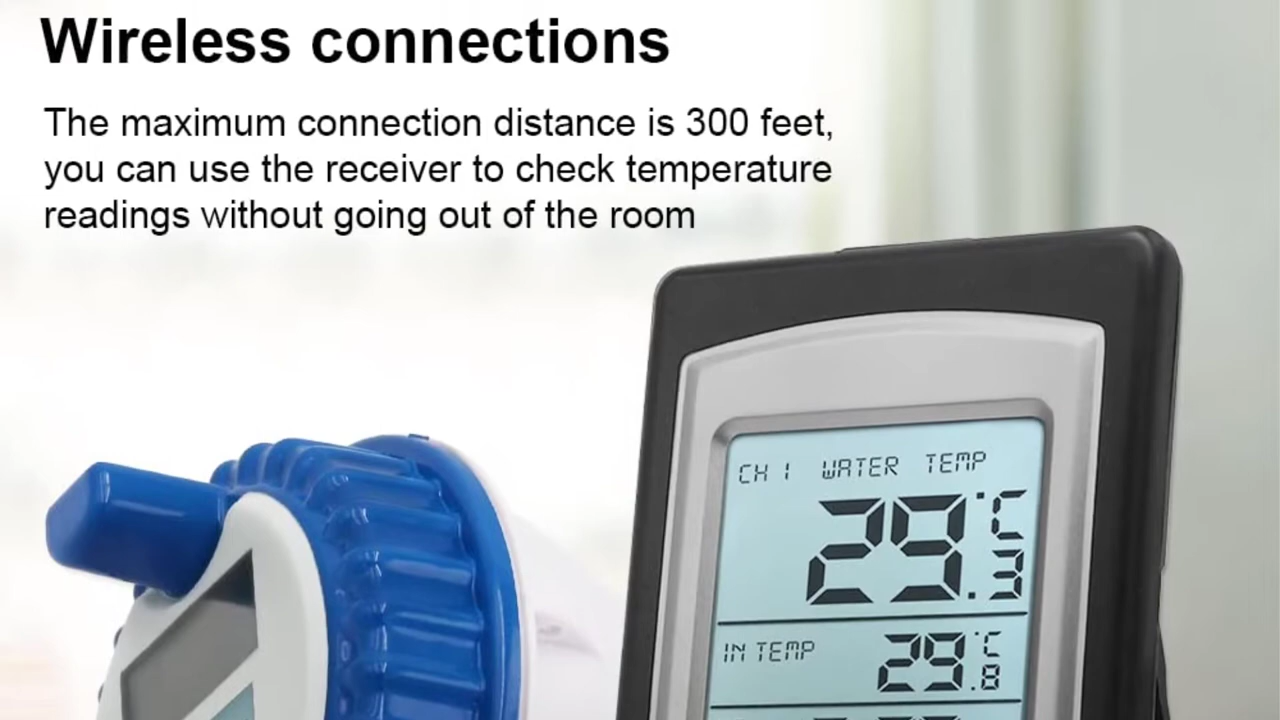 Wireless connections
The maximum connection distance is 300 feet,
you can use the receiver to check temperature
readings without going out of the room
CH 1 WATER TEMP
29.3 °C
IN TEMP 29.8 °C